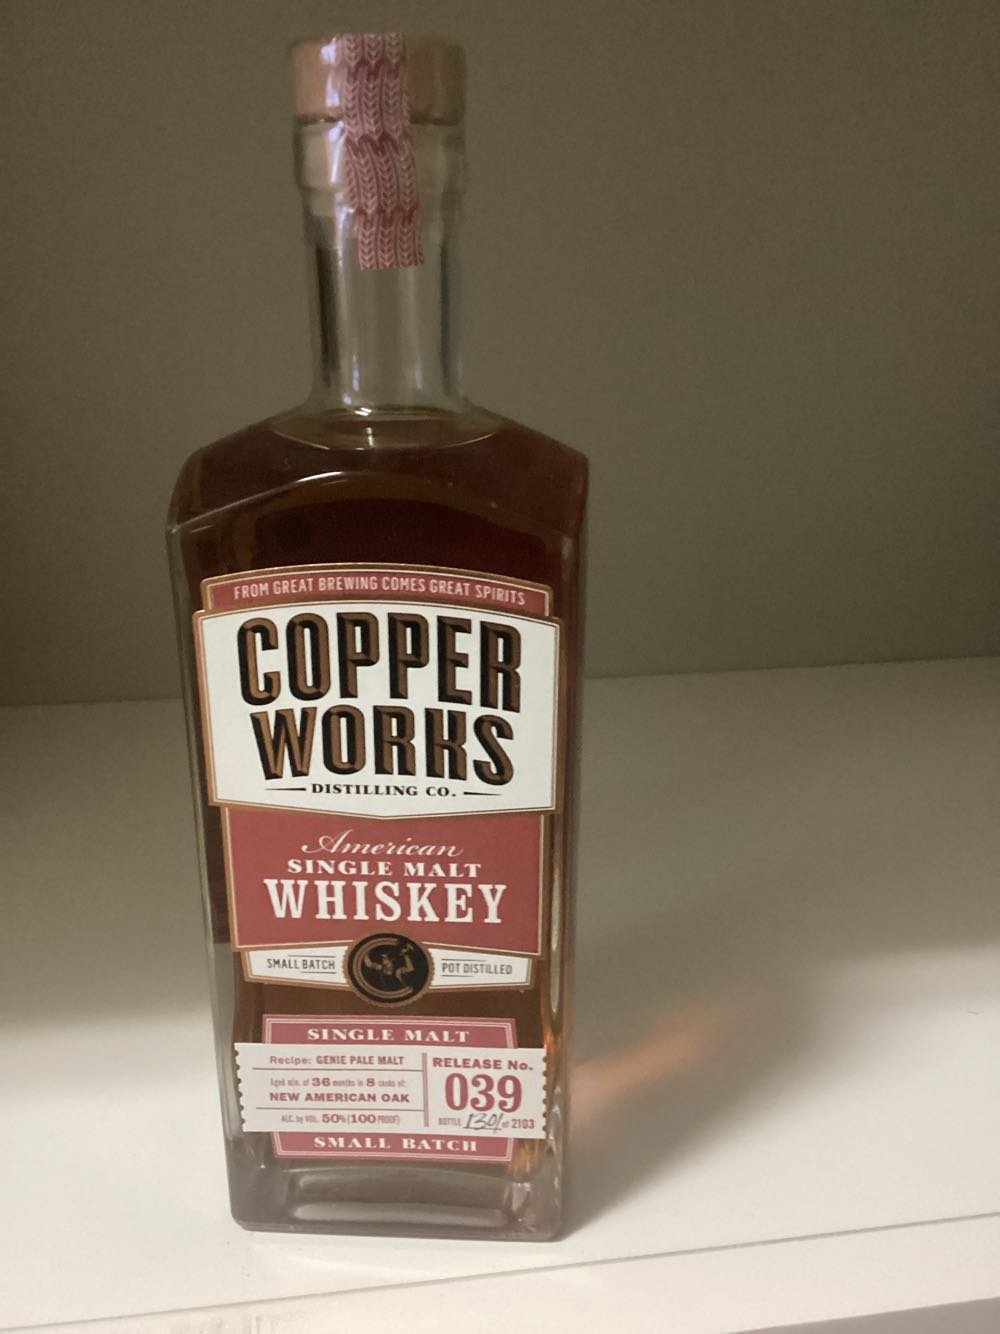 FROM GREAT BREWING COMES GREAT SPIRITS
COPPER
WORKS
DISTILLING CO.
American
SINGLE MALT
WHISKEY
SMALL BATCH
POT DISTILLED
SINGLE MALT
Recipe: GENIE PALE MALT
Aged min. of 36 months in 8 casks of:
NEW AMERICAN OAK
ALC. by VOL. 50% (100 PROOF)
RELEASE No.
039
BOTTLE 1301 of 2103
SMALL BATCH